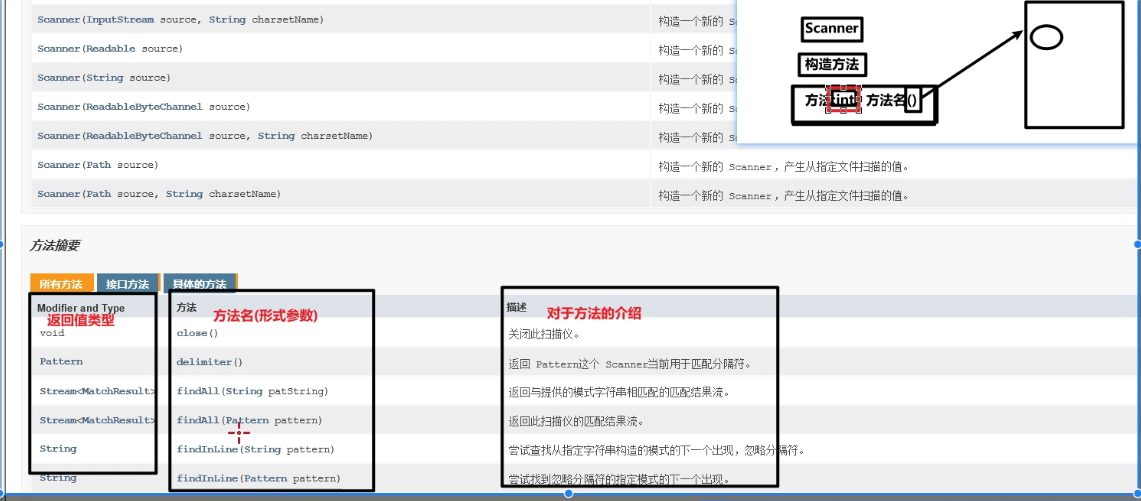 Scanner(InputStream source, String charsetName) 构造一个新的 Sc
Scanner(Readable source) 构造一个新的 Sc
Scanner(String source) 构造一个新的 Sc
Scanner(ReadableByteChannel source) 构造一个新的 Sc
Scanner(ReadableByteChannel source, String charsetName) 构造一个新的 Sc
Scanner(Path source) 构造一个新的 Scanner ，产生从指定文件扫描的值。
Scanner(Path source, String charsetName) 构造一个新的 Scanner ，产生从指定文件扫描的值。
Scanner
构造方法
方法 int 方法名()
方法摘要
所有方法 接口方法 具体的方法
Modifier and Type 方法 描述
返回值类型 方法名(形式参数) 对于方法的介绍
void close() 关闭此扫描仪。
Pattern delimiter() 返回 Pattern这个 Scanner当前用于匹配分隔符。
Stream<MatchResult> findAll(String patString) 返回与提供的模式字符串相匹配的匹配结果流。
Stream<MatchResult> findAll(Pattern pattern) 返回此扫描仪的匹配结果流。
String findInLine(String pattern) 尝试查找从指定字符串构造的模式的下一个出现，忽略分隔符。
String findInLine(Pattern pattern) 尝试找到忽略分隔符的指定模式的下一个出现。